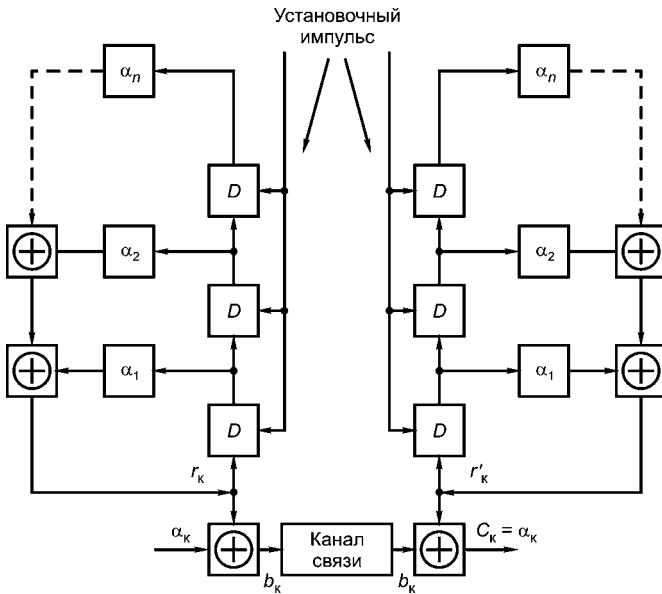 Установочный
импульс
αn αn
D D
α2 α2
D D
α1 α1
D D
rк r′к
αк Cк = αк
Канал
связи
bк bк